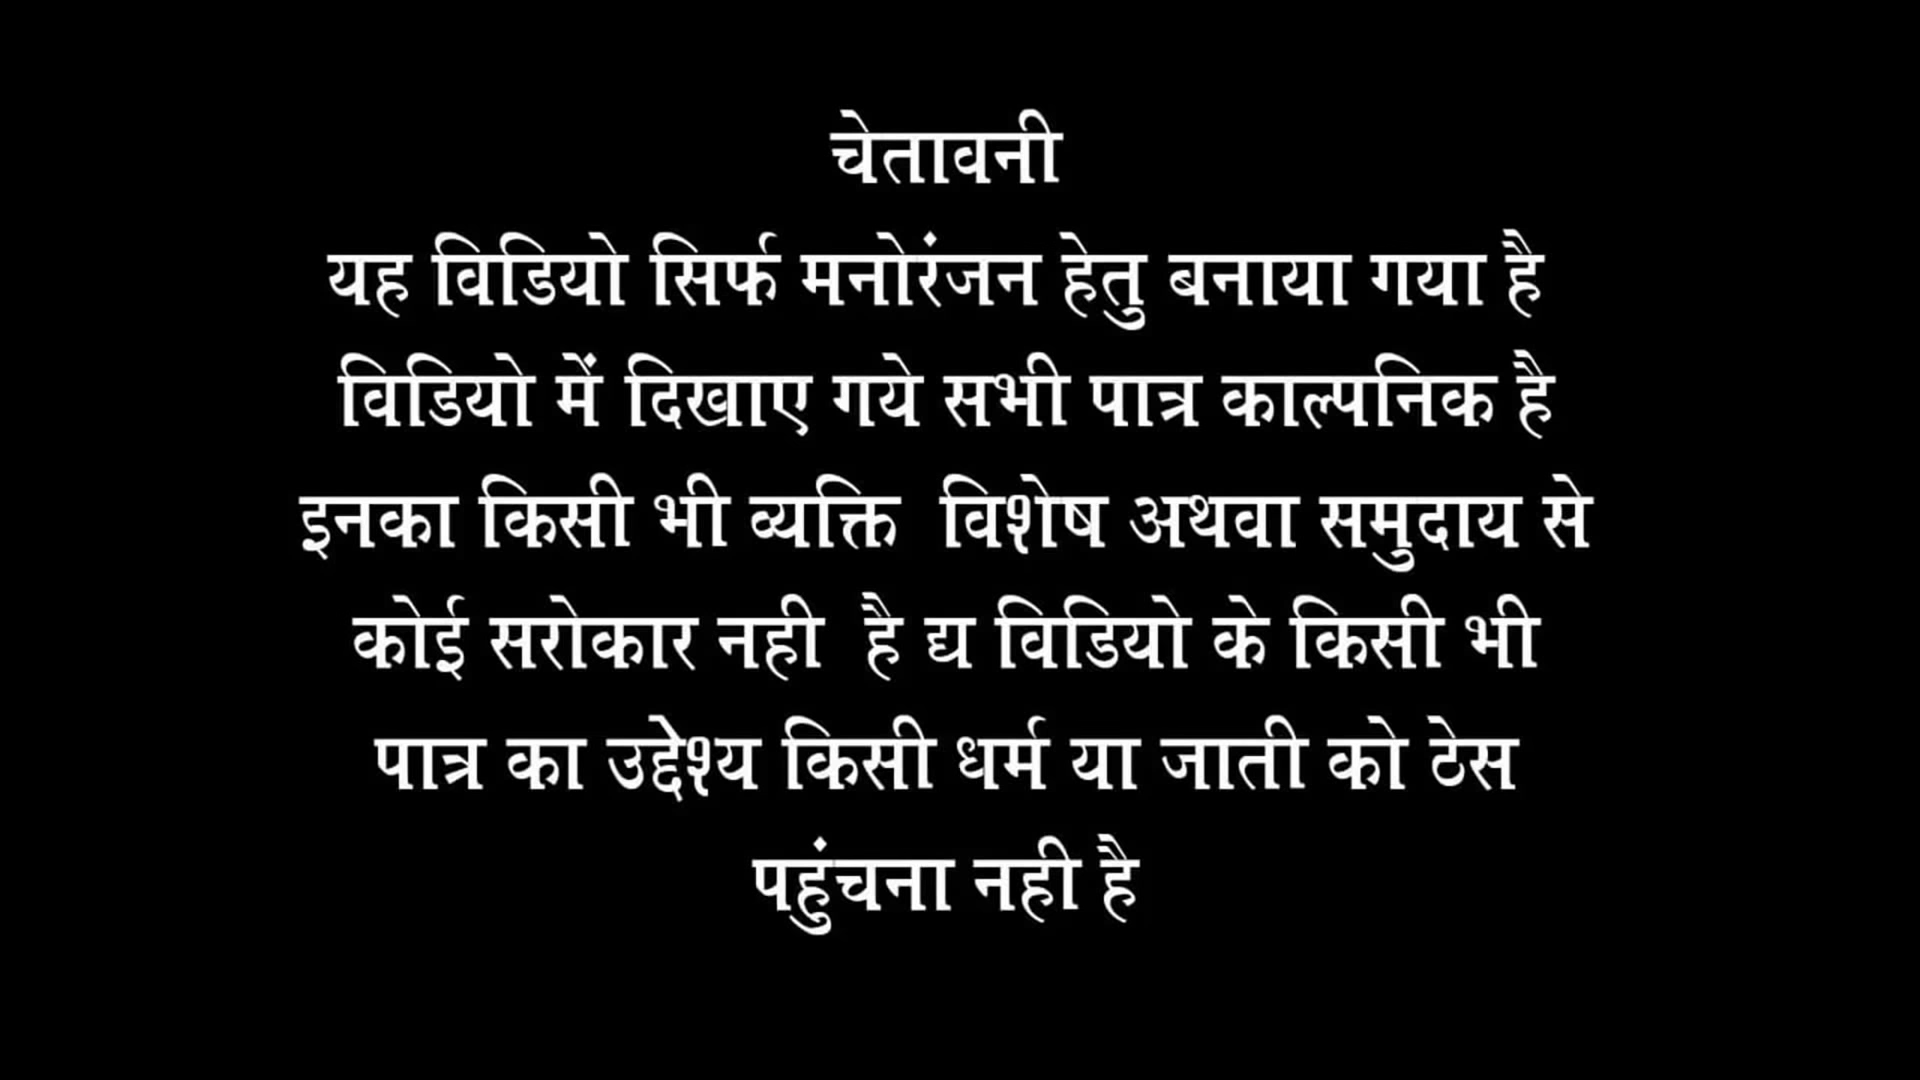 चेतावनी
यह विडियो सिर्फ मनोरंजन हेतु बनाया गया है
विडियो में दिखाए गये सभी पात्र काल्पनिक है
इनका किसी भी व्यक्ति विशेष अथवा समुदाय से
कोई सरोकार नही है द्य विडियो के किसी भी
पात्र का उद्देश्य किसी धर्म या जाती को ठेस
पहुंचना नही है